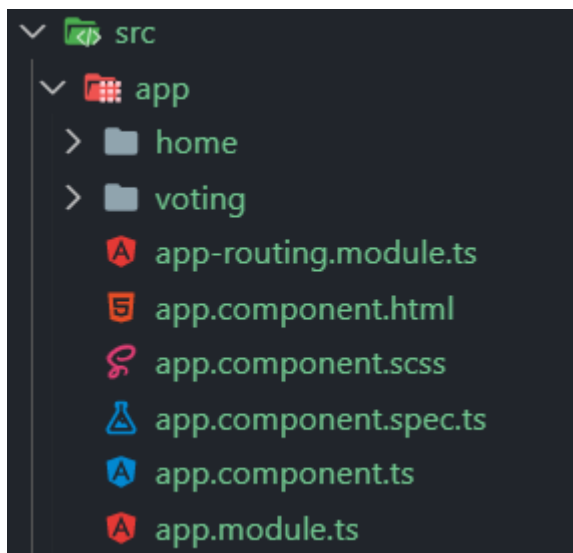 src
app
home
voting
app-routing.module.ts
app.component.html
app.component.scss
app.component.spec.ts
app.component.ts
app.module.ts